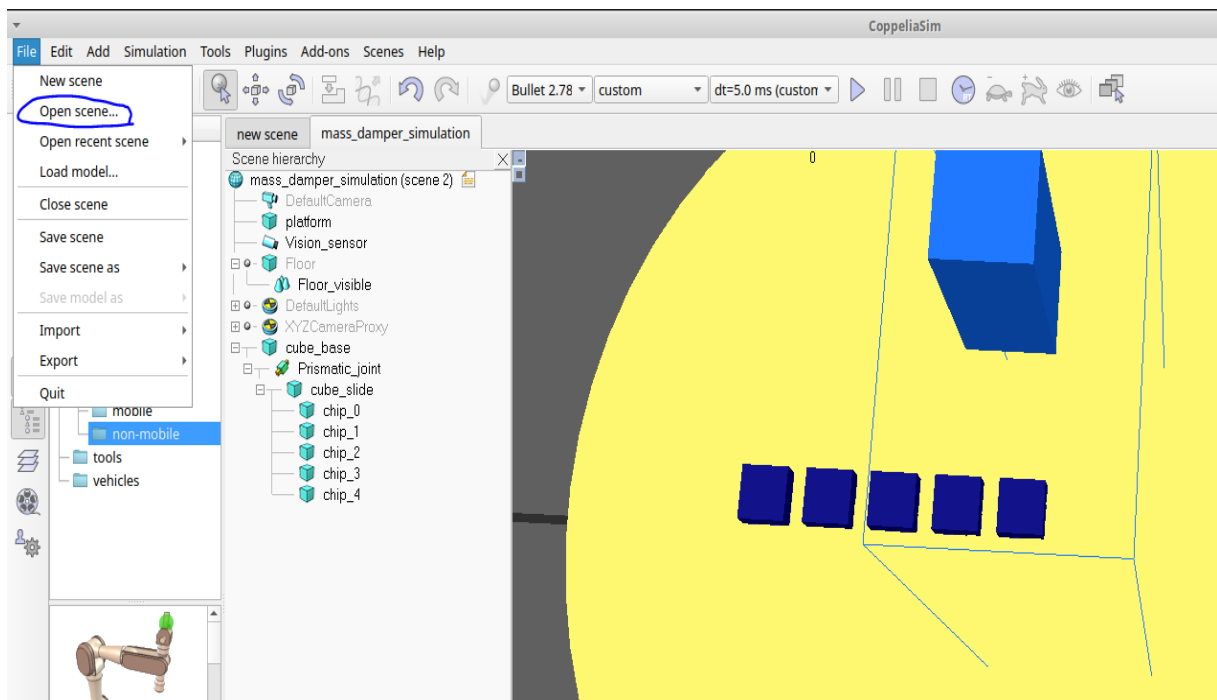 CoppeliaSim
File Edit Add Simulation Tools Plugins Add-ons Scenes Help
New scene
Open scene...
Open recent scene
Load model...
Close scene
Save scene
Save scene as
Save model as
Import
Export
Quit
Bullet 2.78 custom dt=5.0 ms (custon
new scene mass_damper_simulation
Scene hierarchy
mass_damper_simulation (scene 2)
DefaultCamera
platform
Vision_sensor
Floor
Floor_visible
DefaultLights
XYZCameraProxy
cube_base
Prismatic_joint
cube_slide
chip_0
chip_1
chip_2
chip_3
chip_4
0
mobile
non-mobile
tools
vehicles